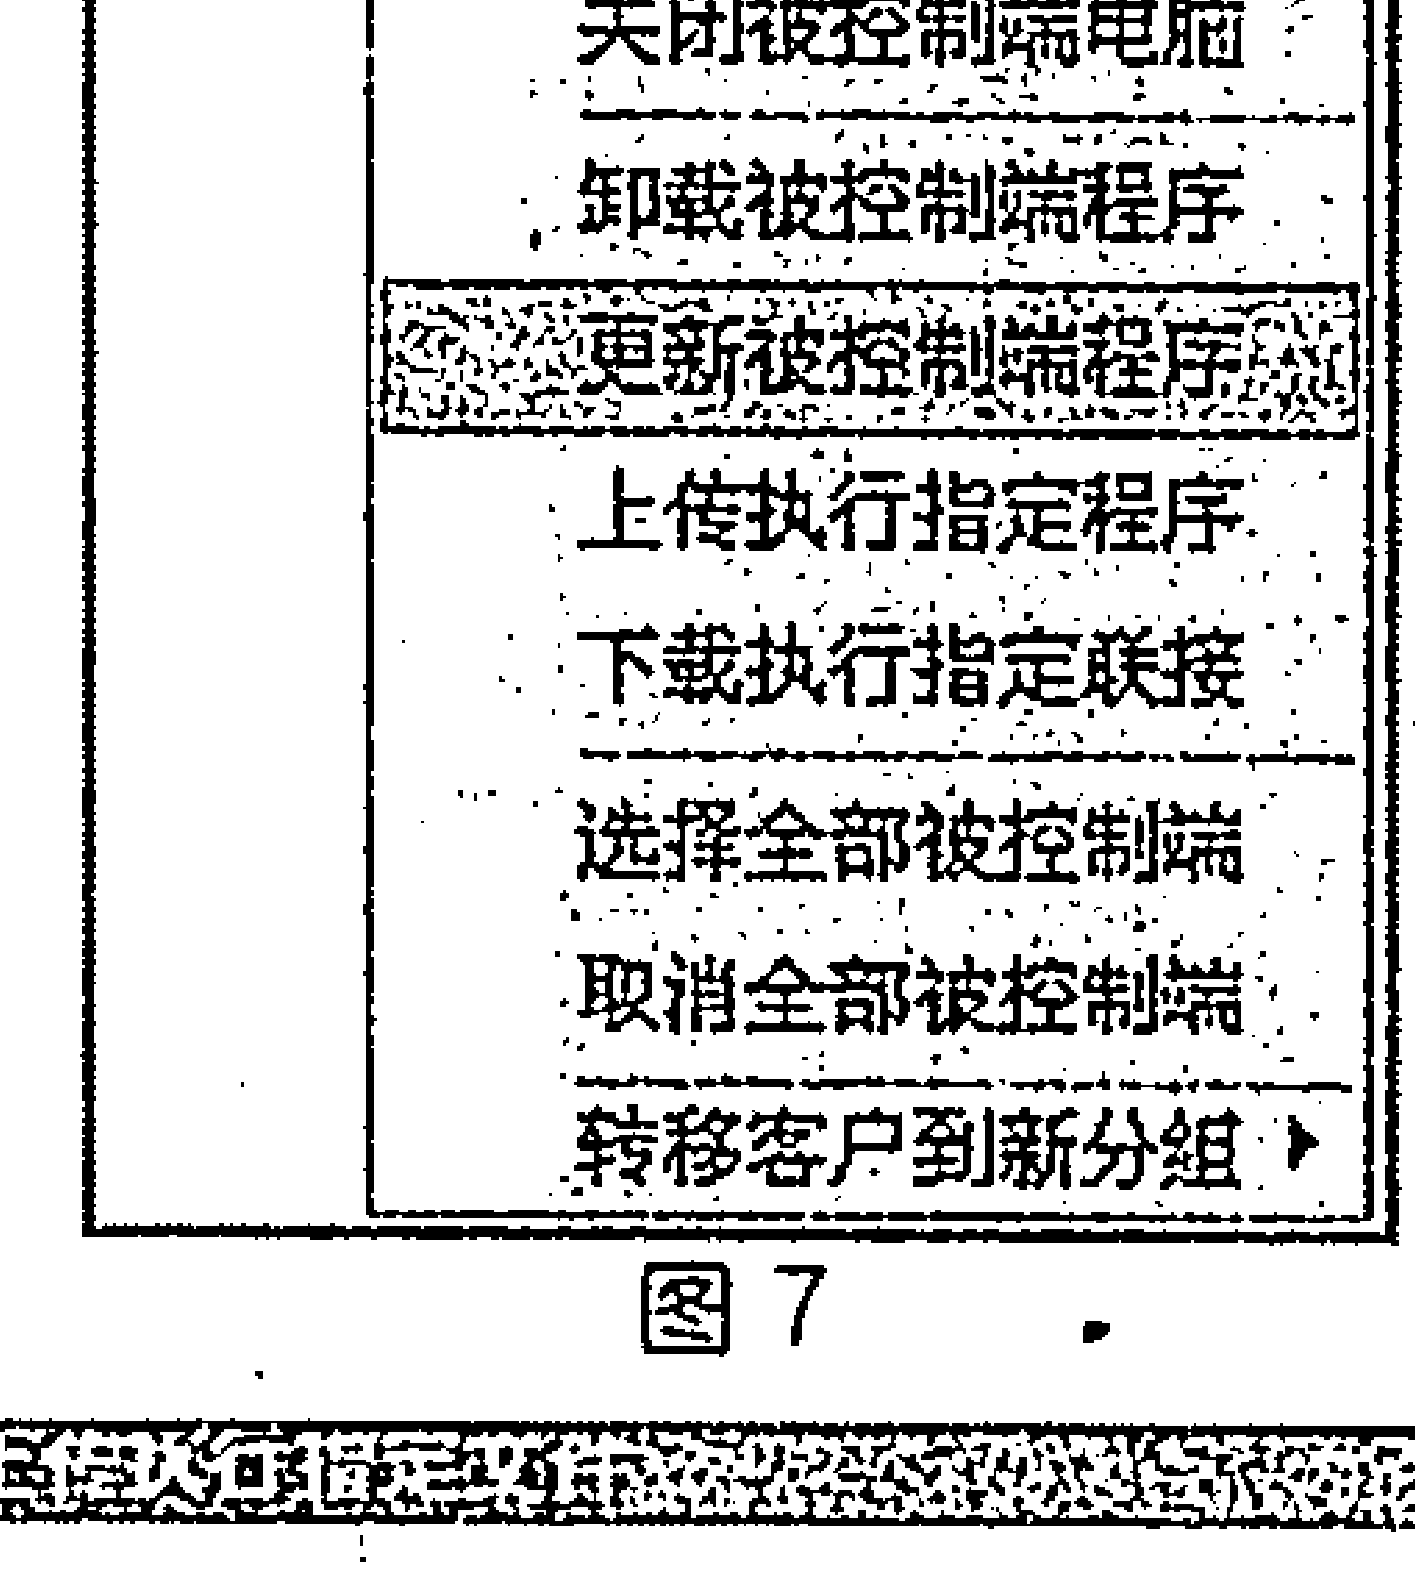 关闭被控制端电脑
卸载被控制端程序
更新被控制端程序
上传执行指定程序
下载执行指定联接
选择全部被控制端
取消全部被控制端
转移客户到新分组
图 7